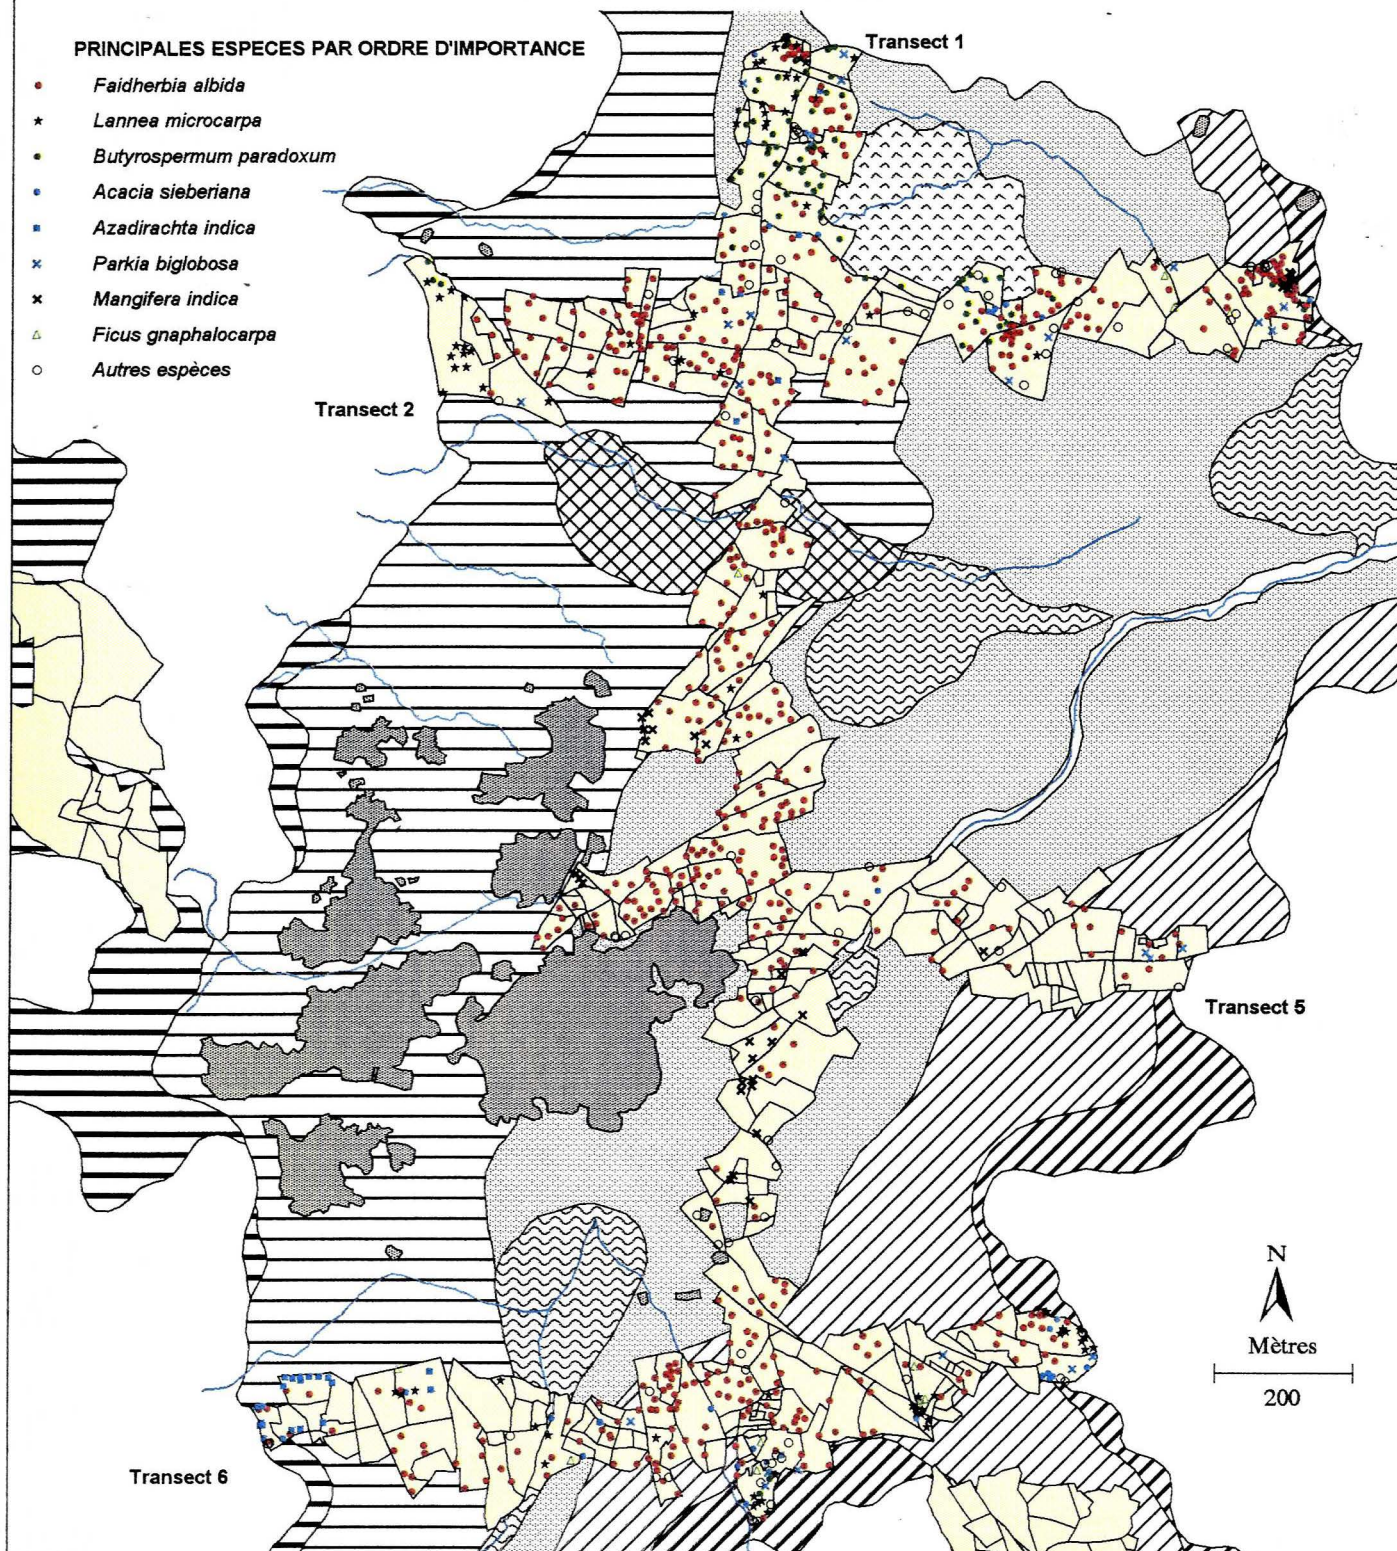 PRINCIPALES ESPECES PAR ORDRE D'IMPORTANCE
Faidherbia albida
Lannea microcarpa
Butyrospermum paradoxum
Acacia sieberiana
Azadirachta indica
Parkia biglobosa
Mangifera indica
Ficus gnaphalocarpa
Autres espèces
Transect 1
Transect 2
Transect 5
N
Mètres
200
Transect 6